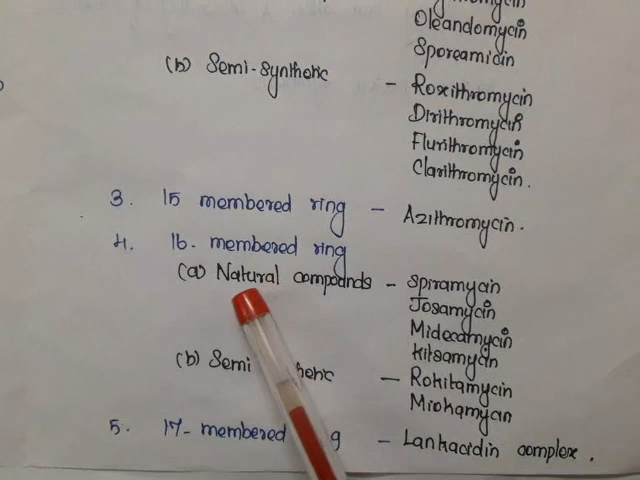 Oleandomycin
Sporeamicin
(b) Semi-synthetic - Roxithromycin
Dirithromycin
Flurithromycin
Clarithromycin.
3. 15 membered ring - Azithromycin.
4. 16-membered ring
(a) Natural compounds - Spiramycin
Josamycin
Midecamycin
Kitsamycin
(b) Semi thetic - Rokitamycin
Miokamycin
5. 17-membered g - Lankacidin complex.